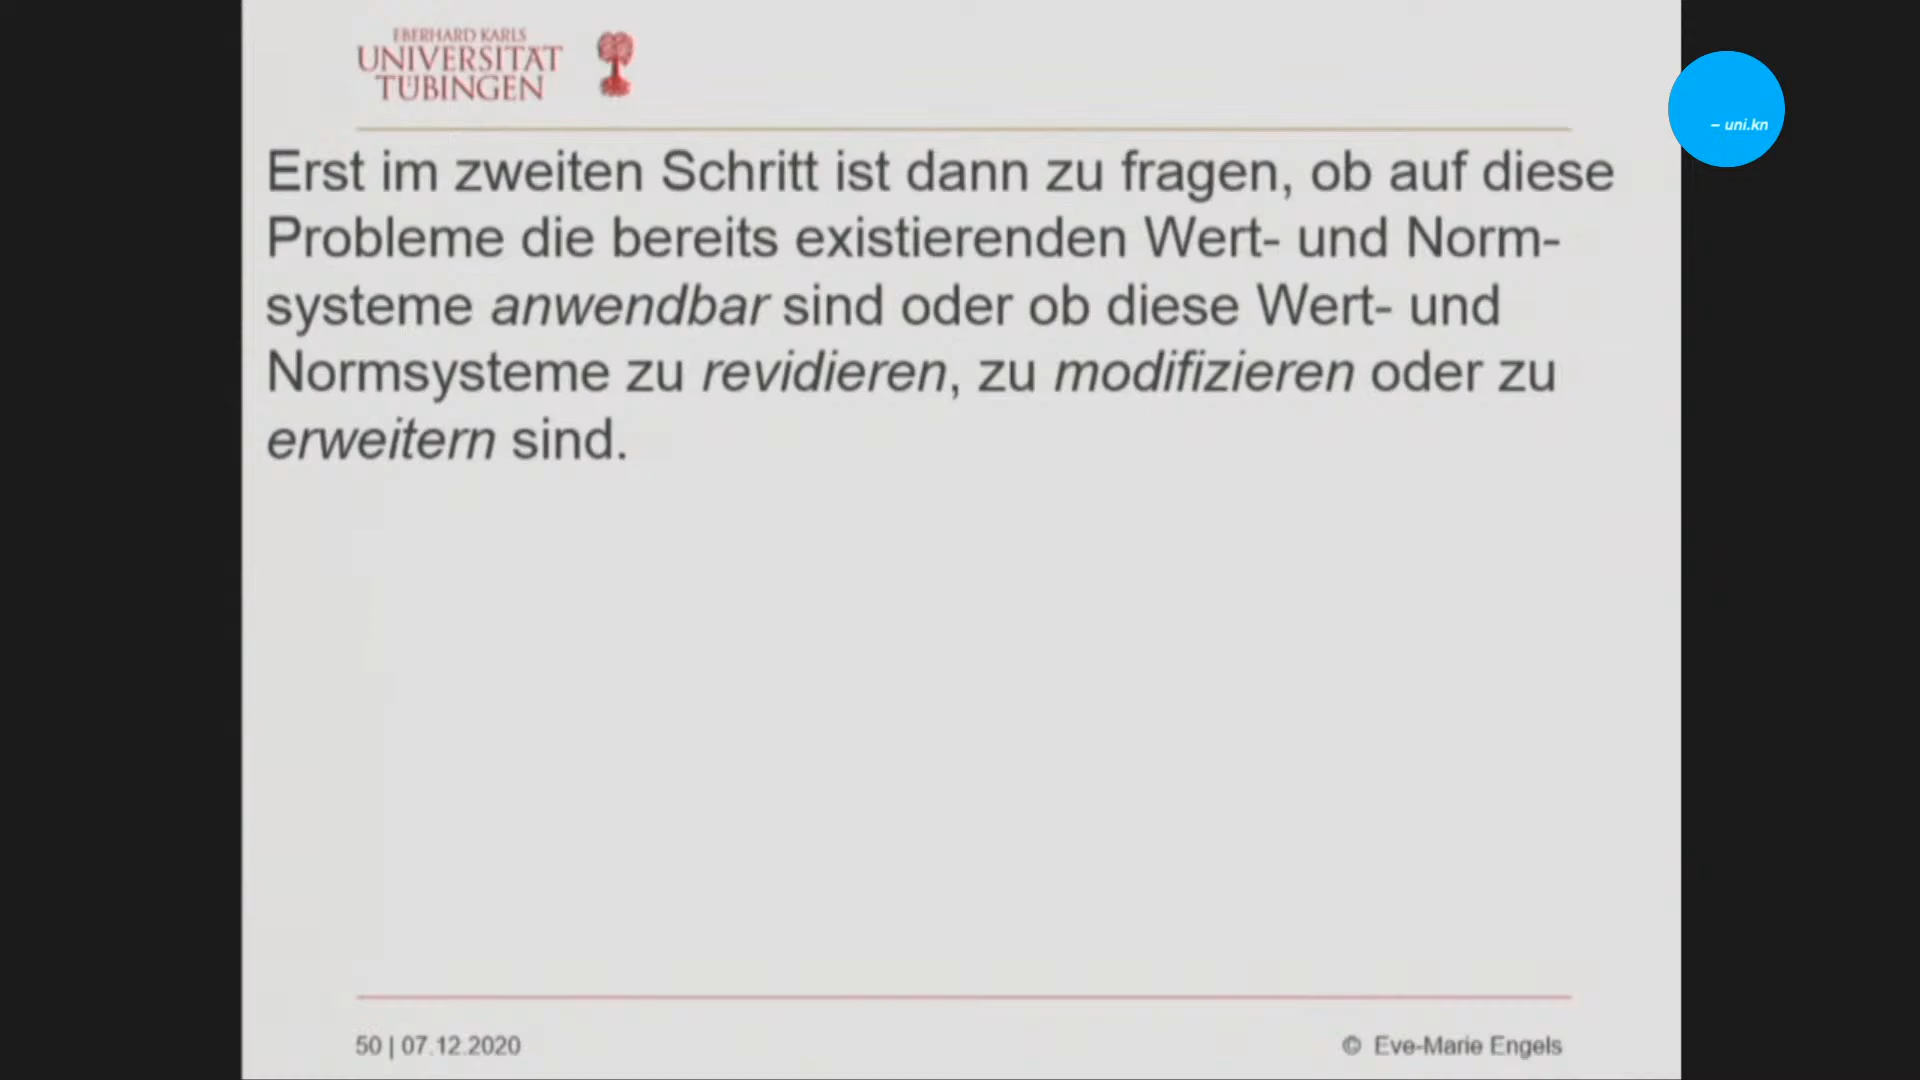 EBERHARD KARLS
UNIVERSITÄT
TÜBINGEN
– uni.kn
Erst im zweiten Schritt ist dann zu fragen, ob auf diese
Probleme die bereits existierenden Wert- und Norm-
systeme anwendbar sind oder ob diese Wert- und
Normsysteme zu revidieren, zu modifizieren oder zu
erweitern sind.
50 | 07.12.2020
© Eve-Marie Engels